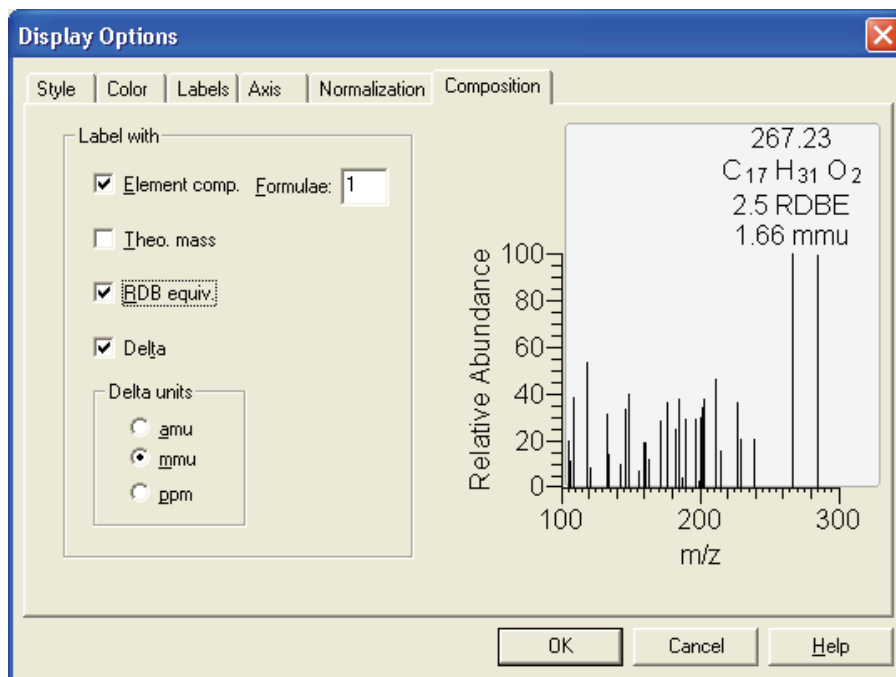 Display Options
Style Color Labels Axis Normalization Composition
Label with
Element comp. Formulae: 1
Theo. mass
RDB equiv.
Delta
Delta units
amu
mmu
ppm
267.23
C17 H31 O2
2.5 RDBE
1.66 mmu
Relative Abundance
100
80
60
40
20
0
100 200 300
m/z
OK Cancel Help